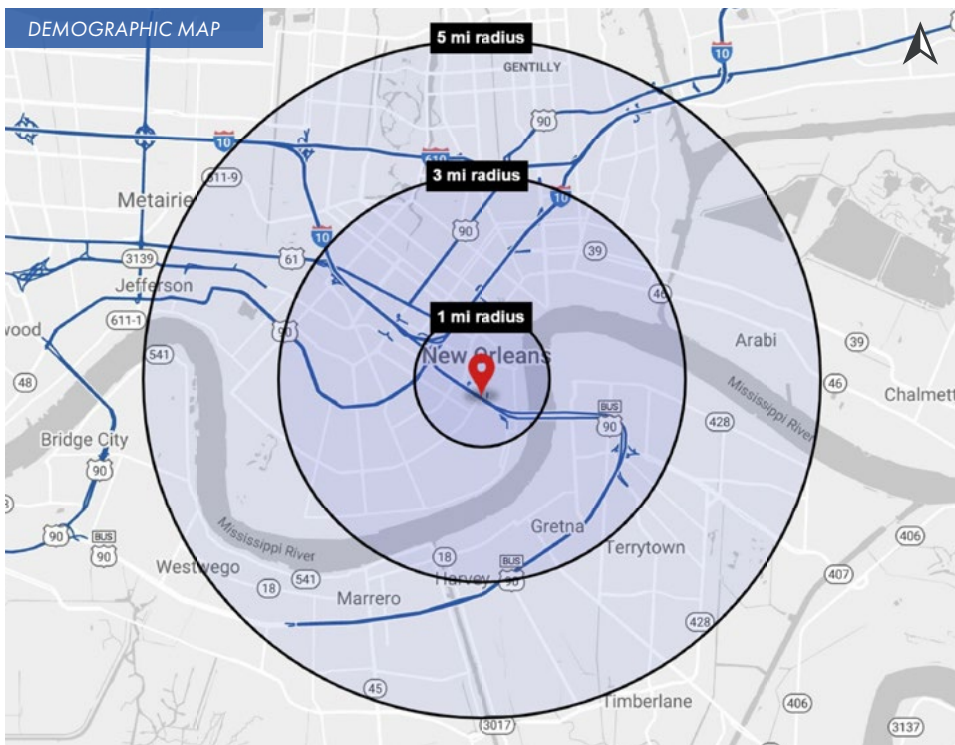 DEMOGRAPHIC MAP
5 mi radius
GENTILLY
10
90
10
610
611-9
3 mi radius
Metairie
10
10
90
39
61
3139
Jefferson
46
611-1
90
1 mi radius
Arabi
39
541
New Orleans
48
46
Mississippi River
Chalmett
BUS
90
428
Bridge City
90
Mississippi River
Gretna
90
BUS
90
18
Terrytown
406
BUS
90
Westwego
541
18
Harvey
407
Marrero
428
45
Timberlane
406
3017
3137